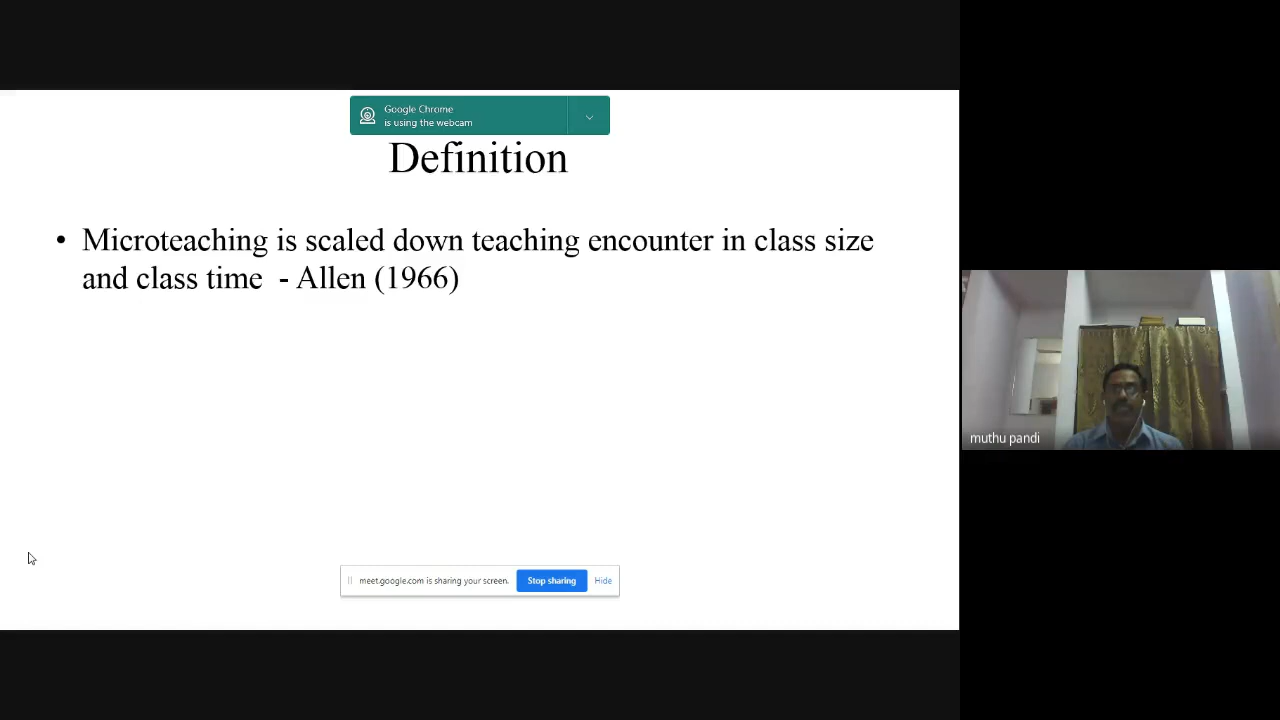 Google Chrome
is using the webcam
Definition
• Microteaching is scaled down teaching encounter in class size
and class time - Allen (1966)
muthu pandi
meet.google.com is sharing your screen. Stop sharing Hide